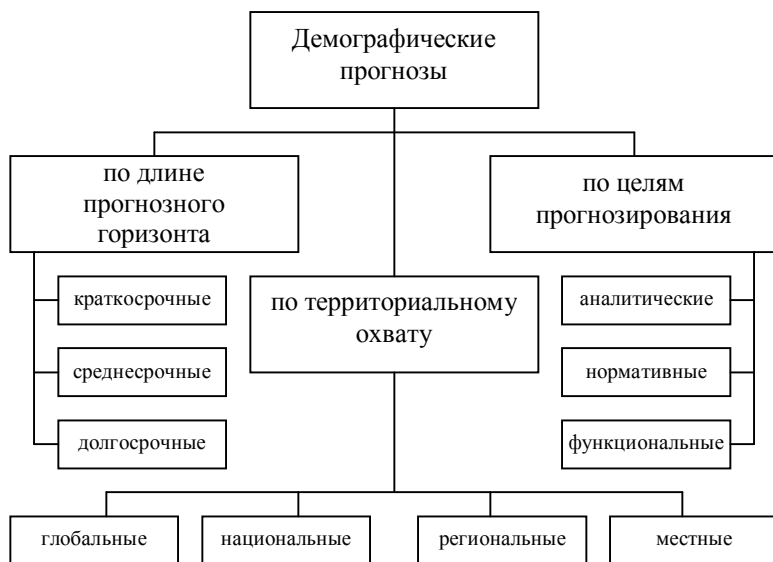 Демографические
прогнозы
по длине
прогнозного
горизонта
по целям
прогнозирования
по территориальному
охвату
краткосрочные
среднесрочные
долгосрочные
аналитические
нормативные
функциональные
глобальные
национальные
региональные
местные